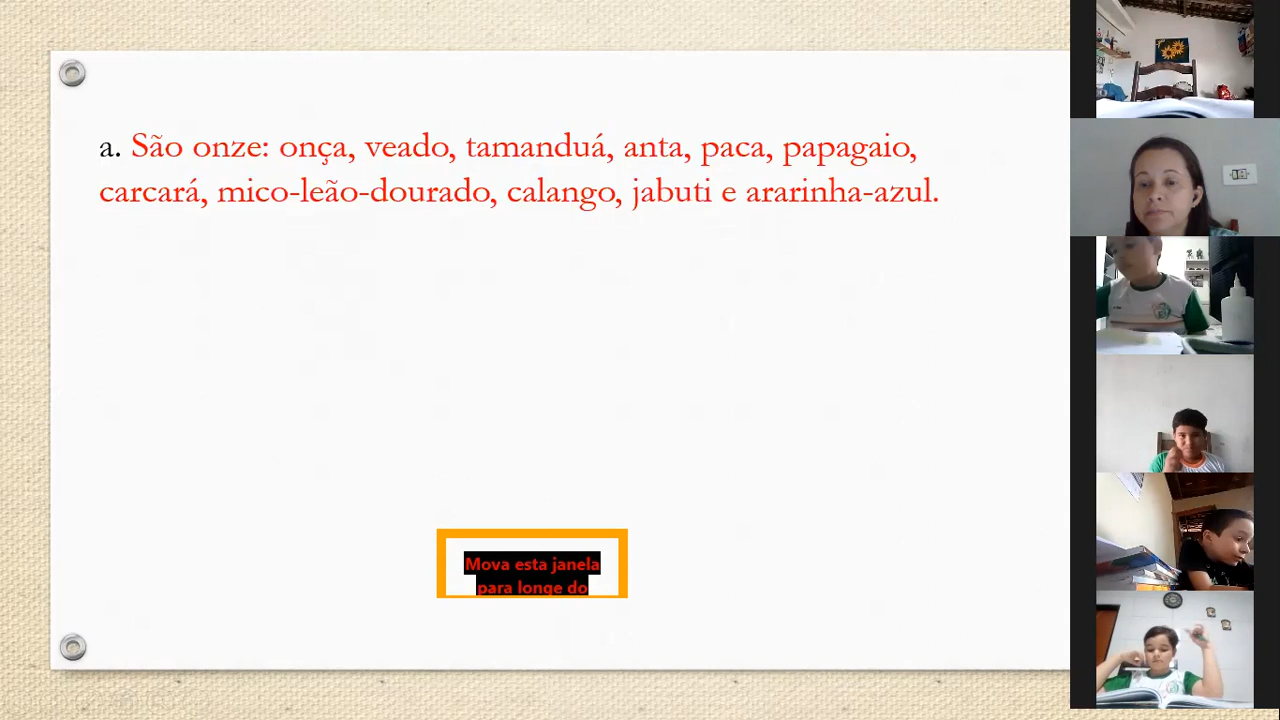 a. São onze: onça, veado, tamanduá, anta, paca, papagaio,
carcará, mico-leão-dourado, calango, jabuti e ararinha-azul.
Mova esta janela
para longe do